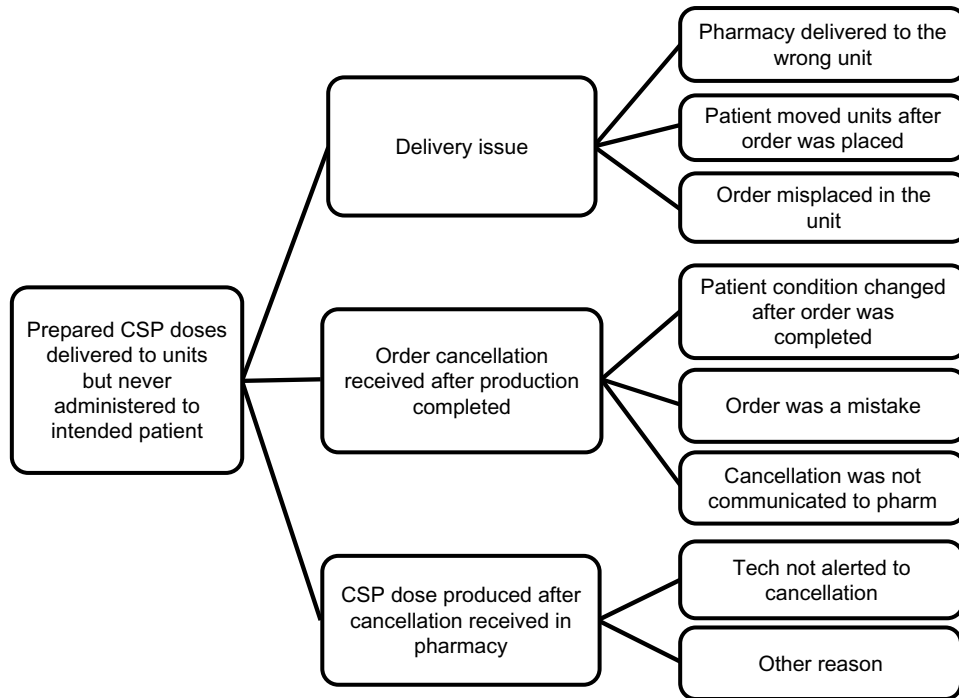 Pharmacy delivered to the
wrong unit
Delivery issue
Patient moved units after
order was placed
Order misplaced in the
unit
Prepared CSP doses
delivered to units
but never
administered to
intended patient
Order cancellation
received after production
completed
Patient condition changed
after order was
completed
Order was a mistake
Cancellation was not
communicated to pharm
CSP dose produced after
cancellation received in
pharmacy
Tech not alerted to
cancellation
Other reason